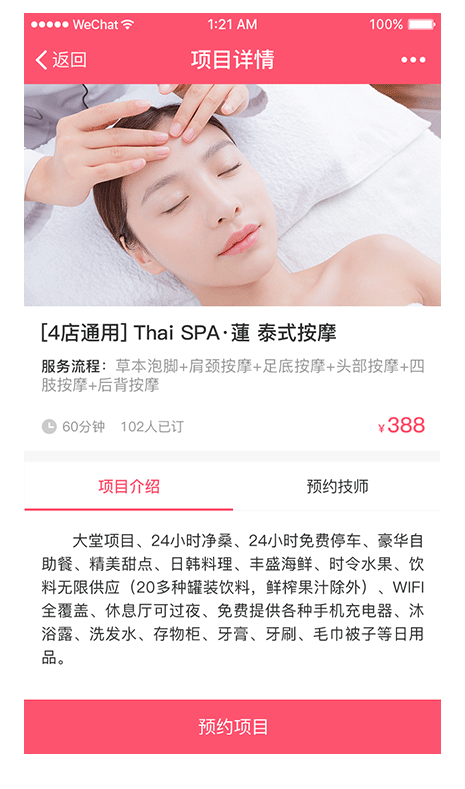 WeChat 1:21 AM 100%
返回 项目详情
[4店通用] Thai SPA·蓮 泰式按摩
服务流程：草本泡脚+肩颈按摩+足底按摩+头部按摩+四
肢按摩+后背按摩
60分钟 102人已订 ¥388
项目介绍 预约技师
大堂项目、24小时净桑、24小时免费停车、豪华自
助餐、精美甜点、日韩料理、丰盛海鲜、时令水果、饮
料无限供应（20多种罐装饮料，鲜榨果汁除外）、WIFI
全覆盖、休息厅可过夜、免费提供各种手机充电器、沐
浴露、洗发水、存物柜、牙膏、牙刷、毛巾被子等日用
品。
预约项目